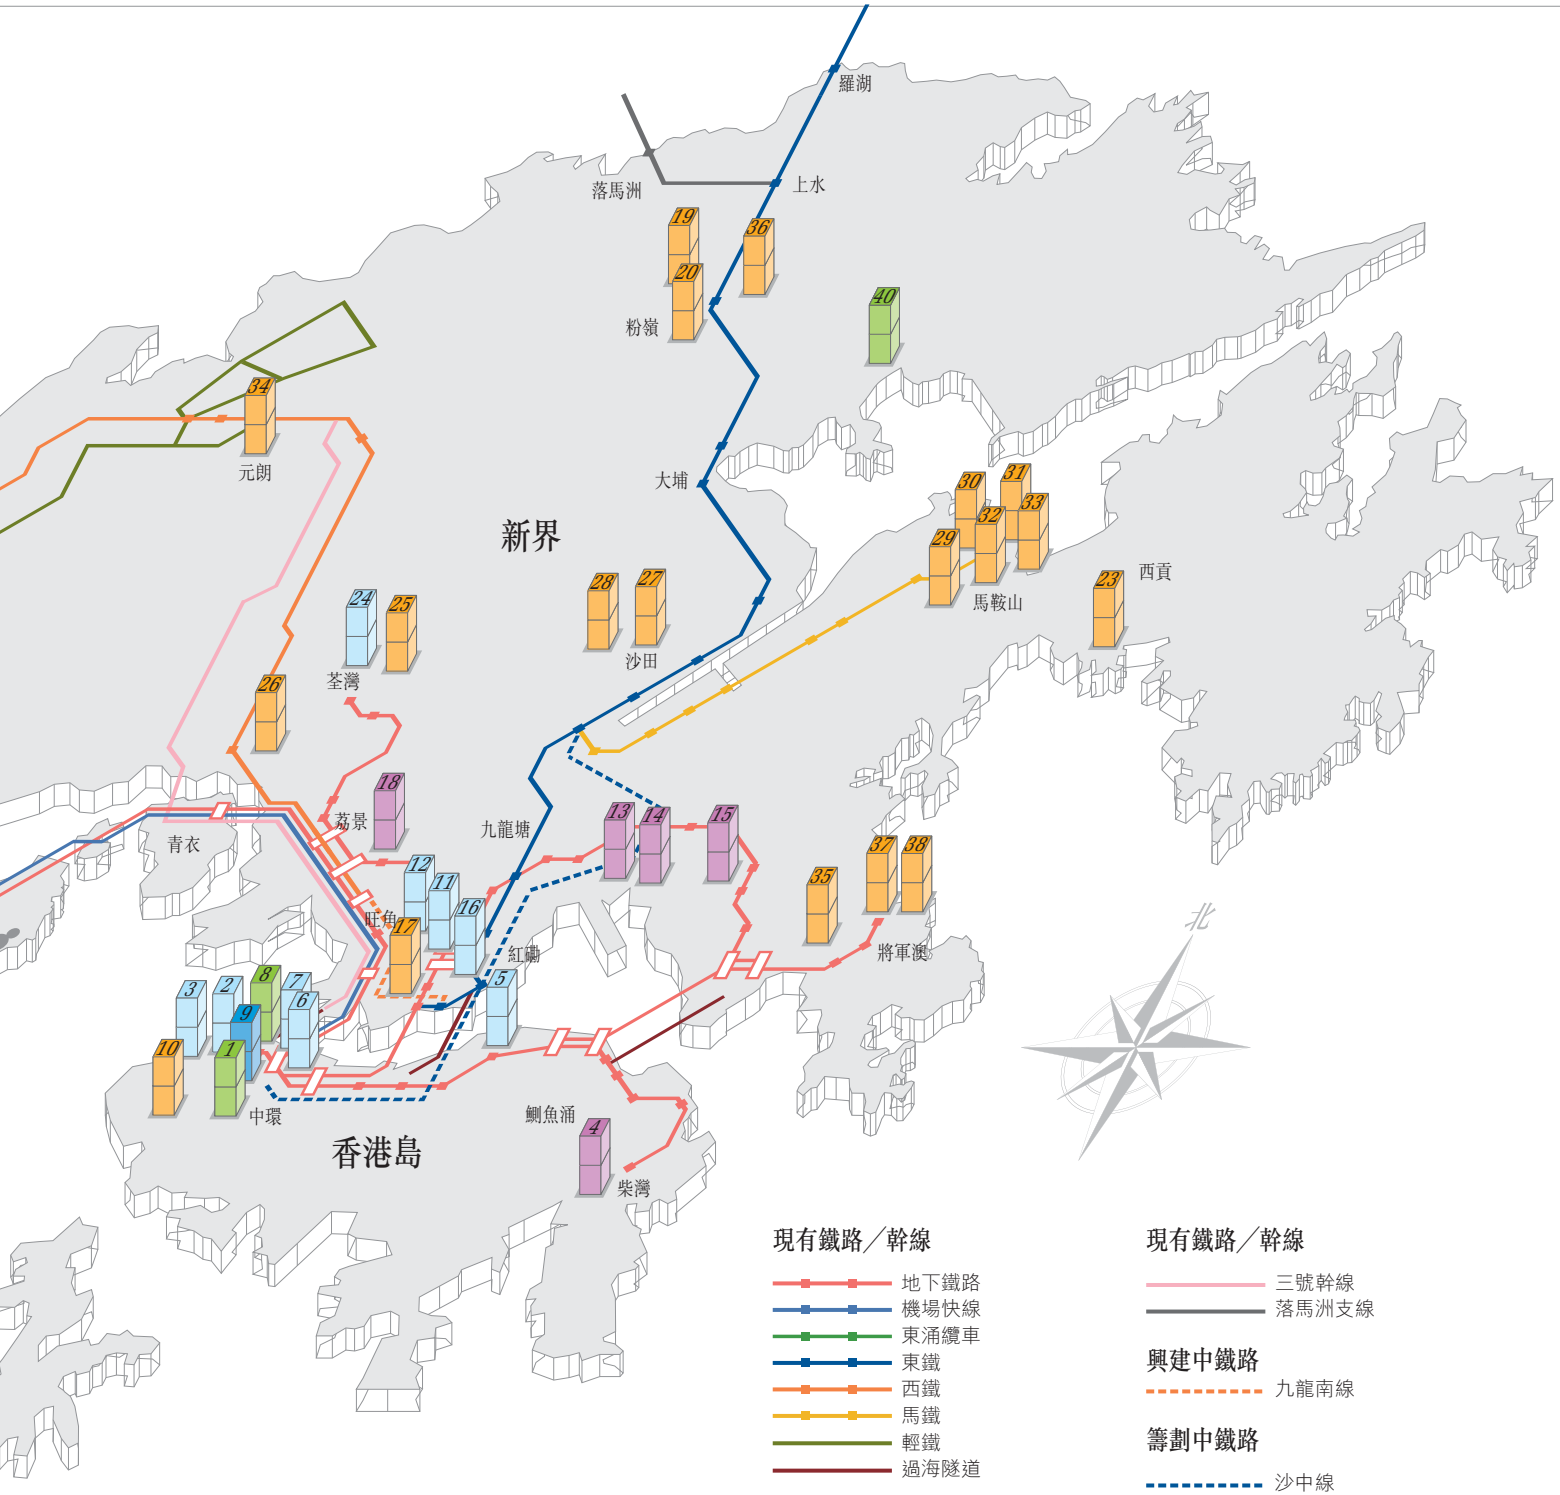 羅湖
落馬洲
上水
19
36
20
40
粉嶺
34
元朗
大埔
新界
30
31
32
33
29
馬鞍山
23
西貢
28
27
沙田
24
25
荃灣
26
18
荔景
九龍塘
13
14
15
青衣
12
11
16
旺角
17
紅磡
35
37
38
將軍澳
北
3
2
8
7
6
9
5
10
1
中環
香港島
鰂魚涌
4
柴灣
現有鐵路／幹線
地下鐵路
機場快線
東涌纜車
東鐵
西鐵
馬鐵
輕鐵
過海隧道
現有鐵路／幹線
三號幹線
落馬洲支線
興建中鐵路
九龍南線
籌劃中鐵路
沙中線